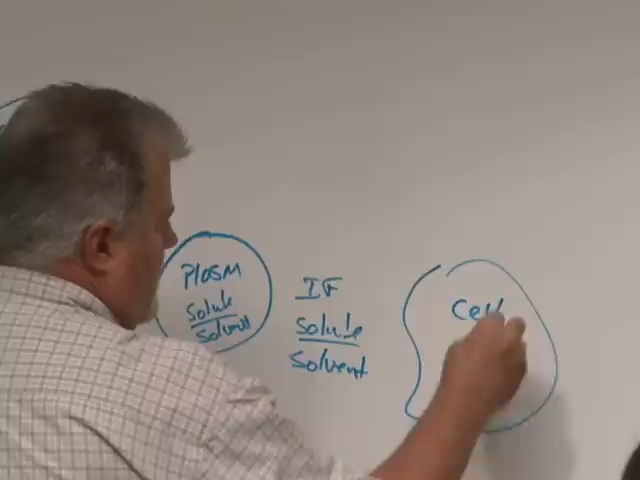 Plasm
Solute
Solvent
IF
Solute
Solvent
Cell